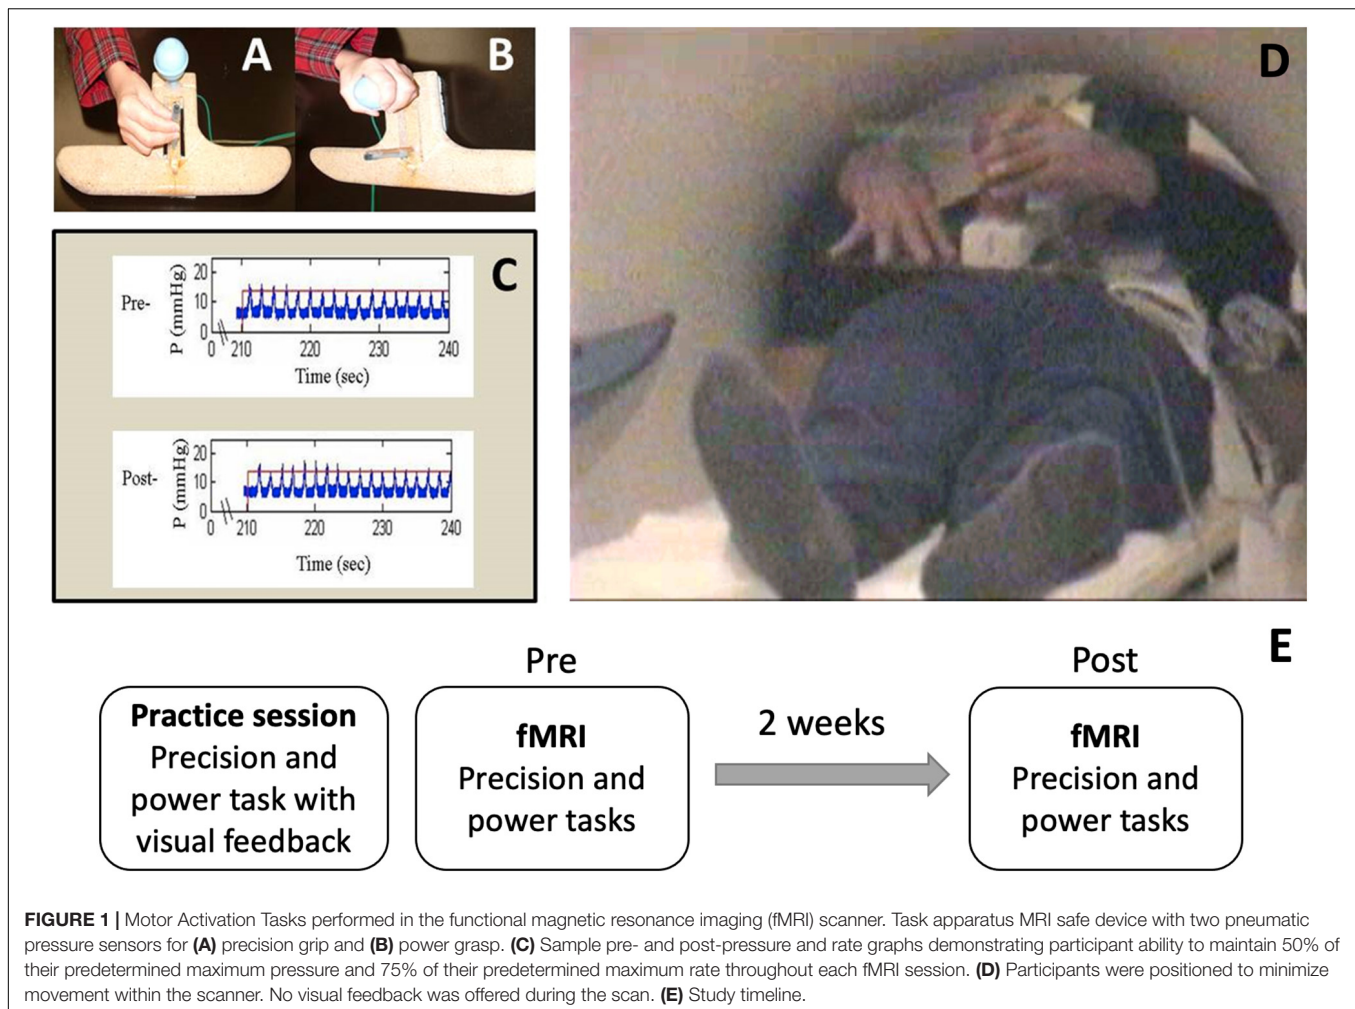 A
B
C
D
Pre-
P (mmHg)
20
10
0
0 210 220 230 240
Time (sec)
Post-
P (mmHg)
20
10
0
0 210 220 230 240
Time (sec)
E
Practice session
Precision and
power task with
visual feedback
Pre
fMRI
Precision and
power tasks
2 weeks
Post
fMRI
Precision and
power tasks
FIGURE 1 | Motor Activation Tasks performed in the functional magnetic resonance imaging (fMRI) scanner. Task apparatus MRI safe device with two pneumatic
pressure sensors for (A) precision grip and (B) power grasp. (C) Sample pre- and post-pressure and rate graphs demonstrating participant ability to maintain 50% of
their predetermined maximum pressure and 75% of their predetermined maximum rate throughout each fMRI session. (D) Participants were positioned to minimize
movement within the scanner. No visual feedback was offered during the scan. (E) Study timeline.